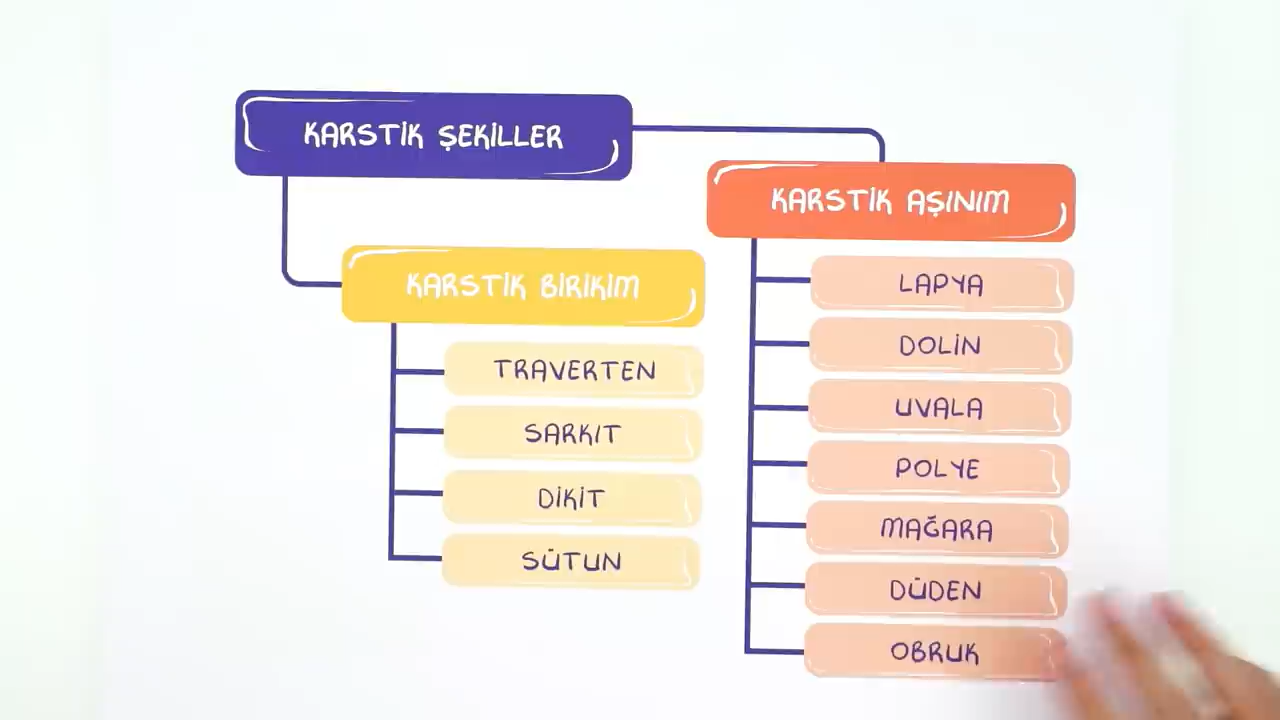 KARSTİK ŞEKİLLER
KARSTİK BİRİKİM
TRAVERTEN
SARKIT
DİKİT
SÜTUN
KARSTİK AŞINIM
LAPYA
DOLİN
UVALA
POLYE
MAĞARA
DÜDEN
OBRUK